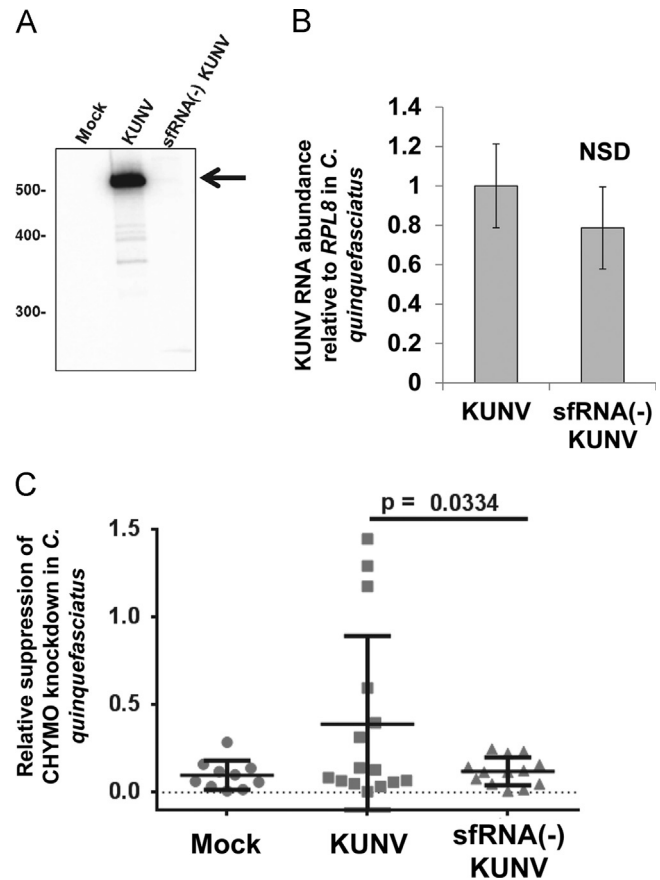 A
Mock
KUNV
sfRNA(-) KUNV
500-
400-
300-
B
KUNV RNA abundance
relative to RPL8 in C.
quinquefasciatus
1.4
1.2
1
0.8
0.6
0.4
0.2
0
NSD
KUNV
sfRNA(-)
KUNV
C
Relative suppression of
CHYMO knockdown in C.
quinquefasciatus
1.5
1.0
0.5
0.0
p = 0.0334
Mock
KUNV
sfRNA(-)
KUNV